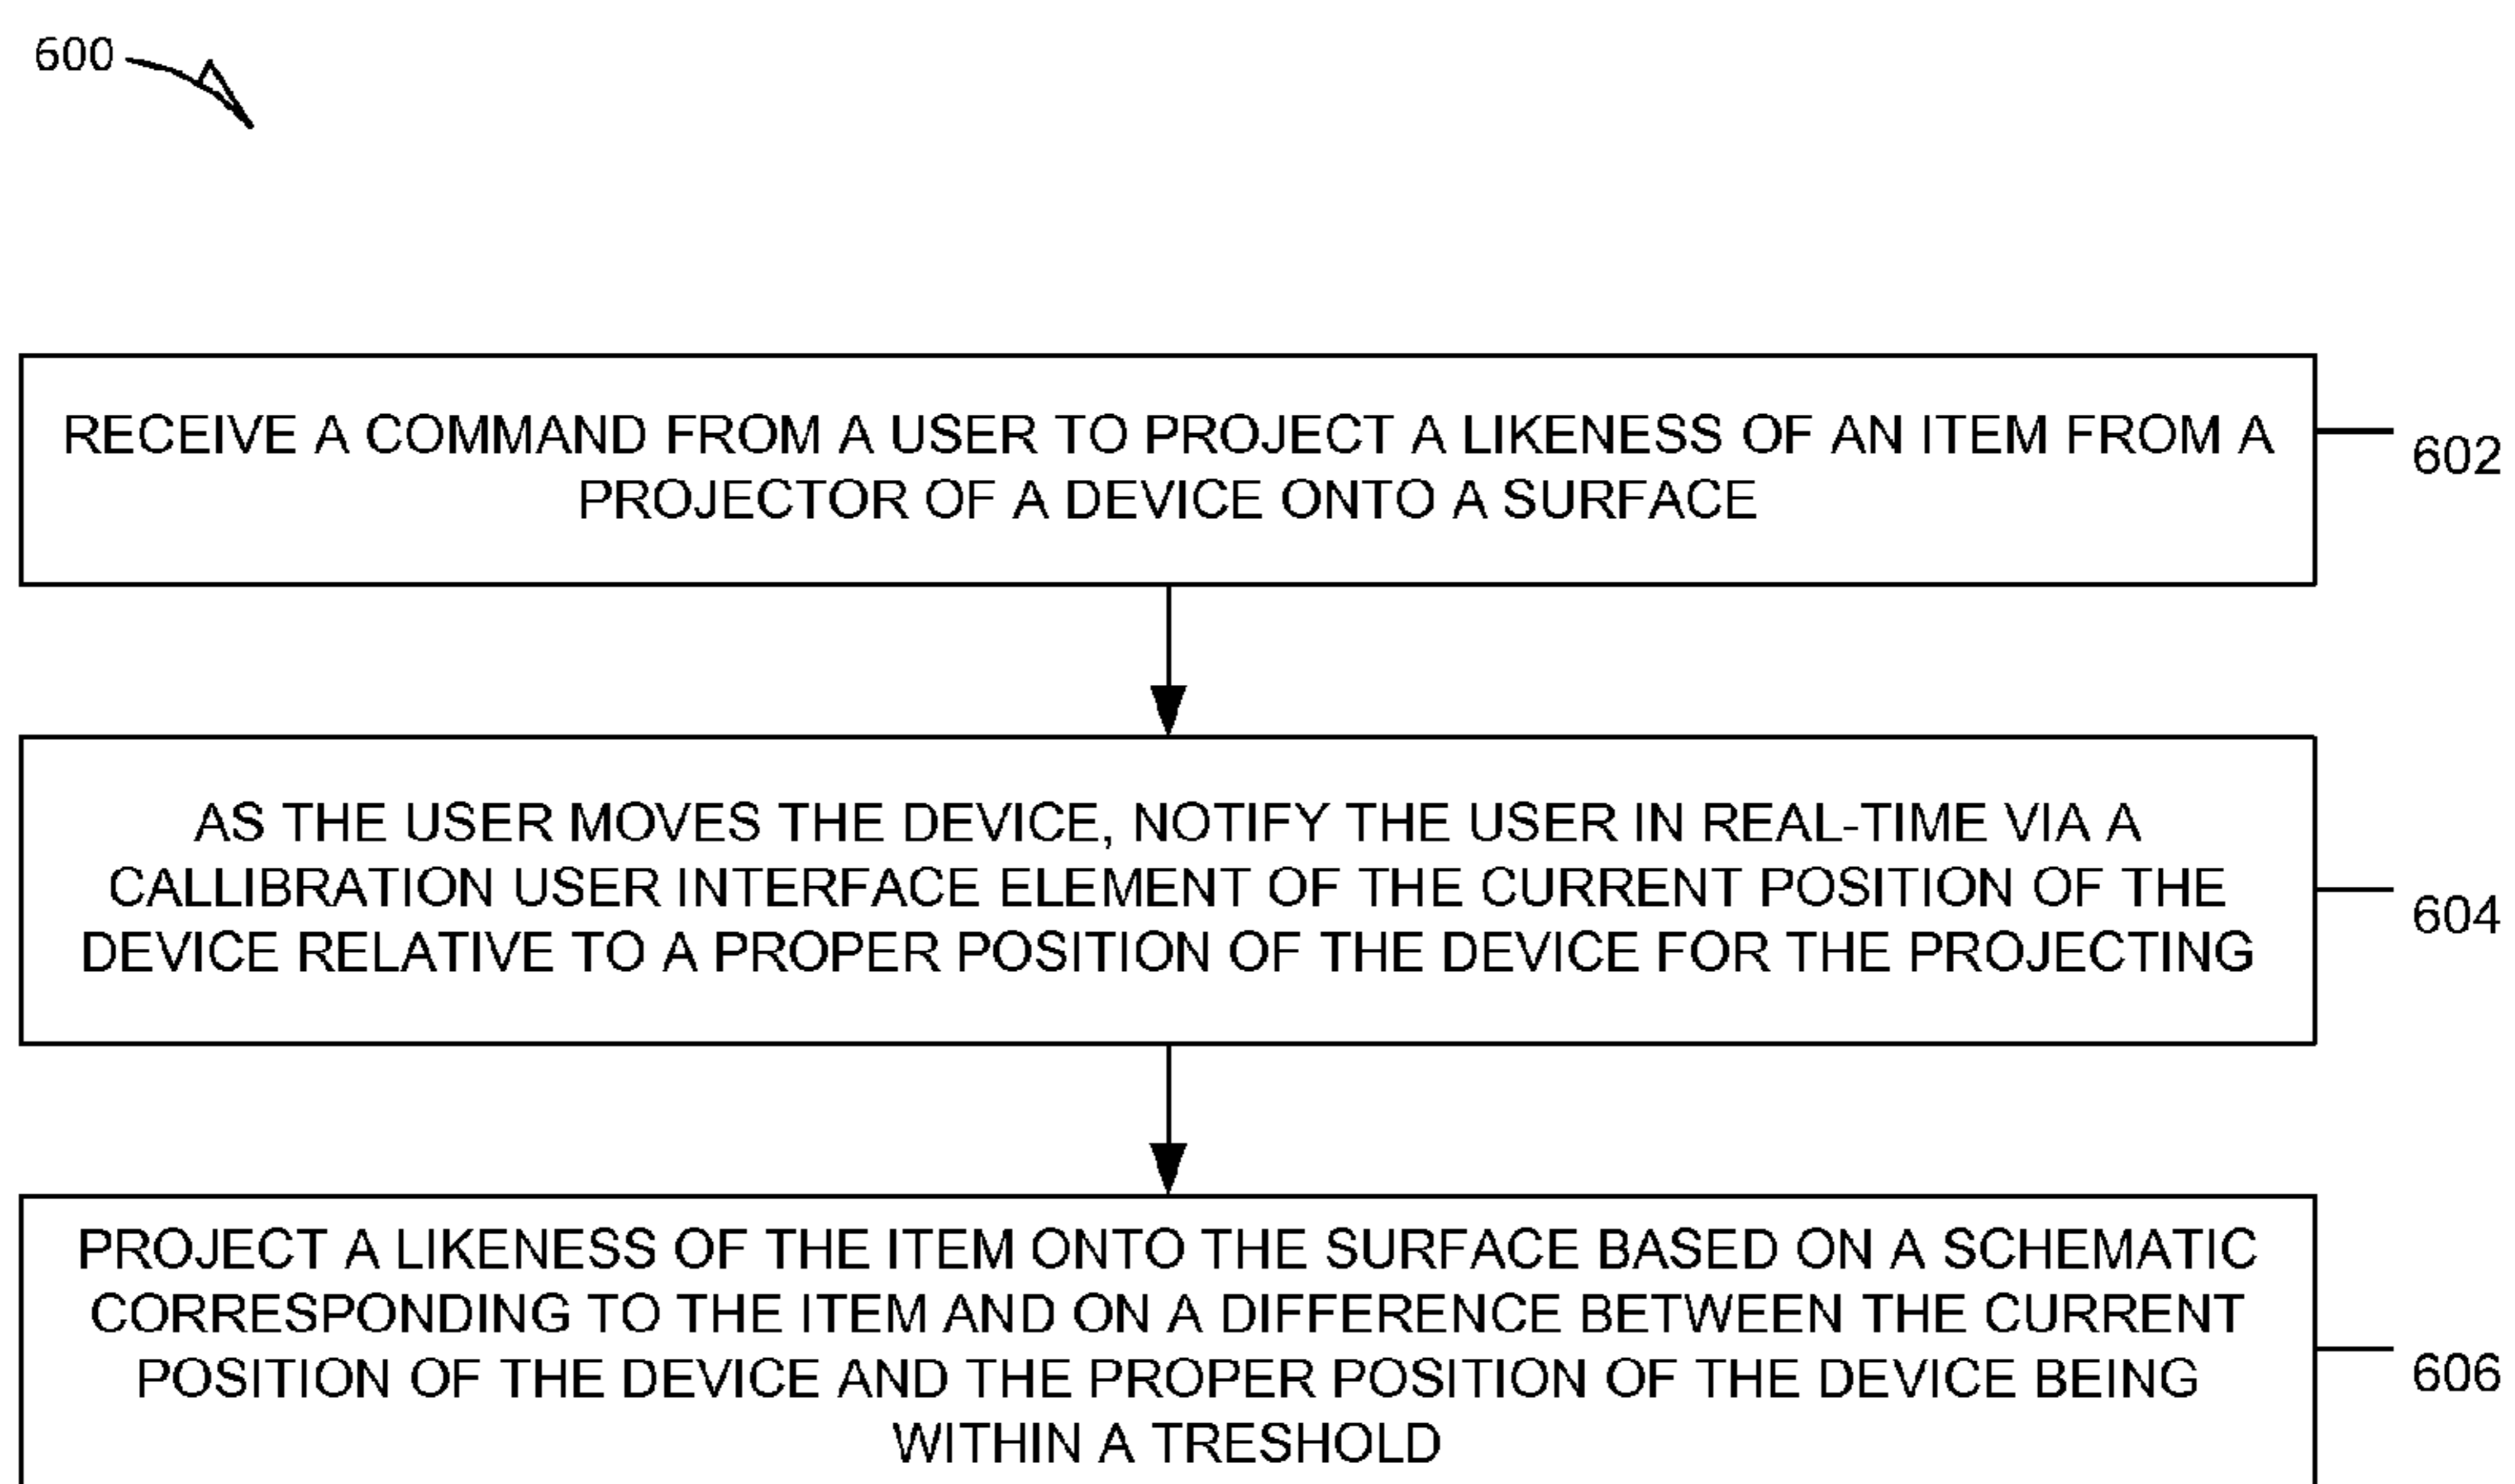 600
RECEIVE A COMMAND FROM A USER TO PROJECT A LIKENESS OF AN ITEM FROM A
PROJECTOR OF A DEVICE ONTO A SURFACE
602
AS THE USER MOVES THE DEVICE, NOTIFY THE USER IN REAL-TIME VIA A
CALLIBRATION USER INTERFACE ELEMENT OF THE CURRENT POSITION OF THE
DEVICE RELATIVE TO A PROPER POSITION OF THE DEVICE FOR THE PROJECTING
604
PROJECT A LIKENESS OF THE ITEM ONTO THE SURFACE BASED ON A SCHEMATIC
CORRESPONDING TO THE ITEM AND ON A DIFFERENCE BETWEEN THE CURRENT
POSITION OF THE DEVICE AND THE PROPER POSITION OF THE DEVICE BEING
WITHIN A TRESHOLD
606